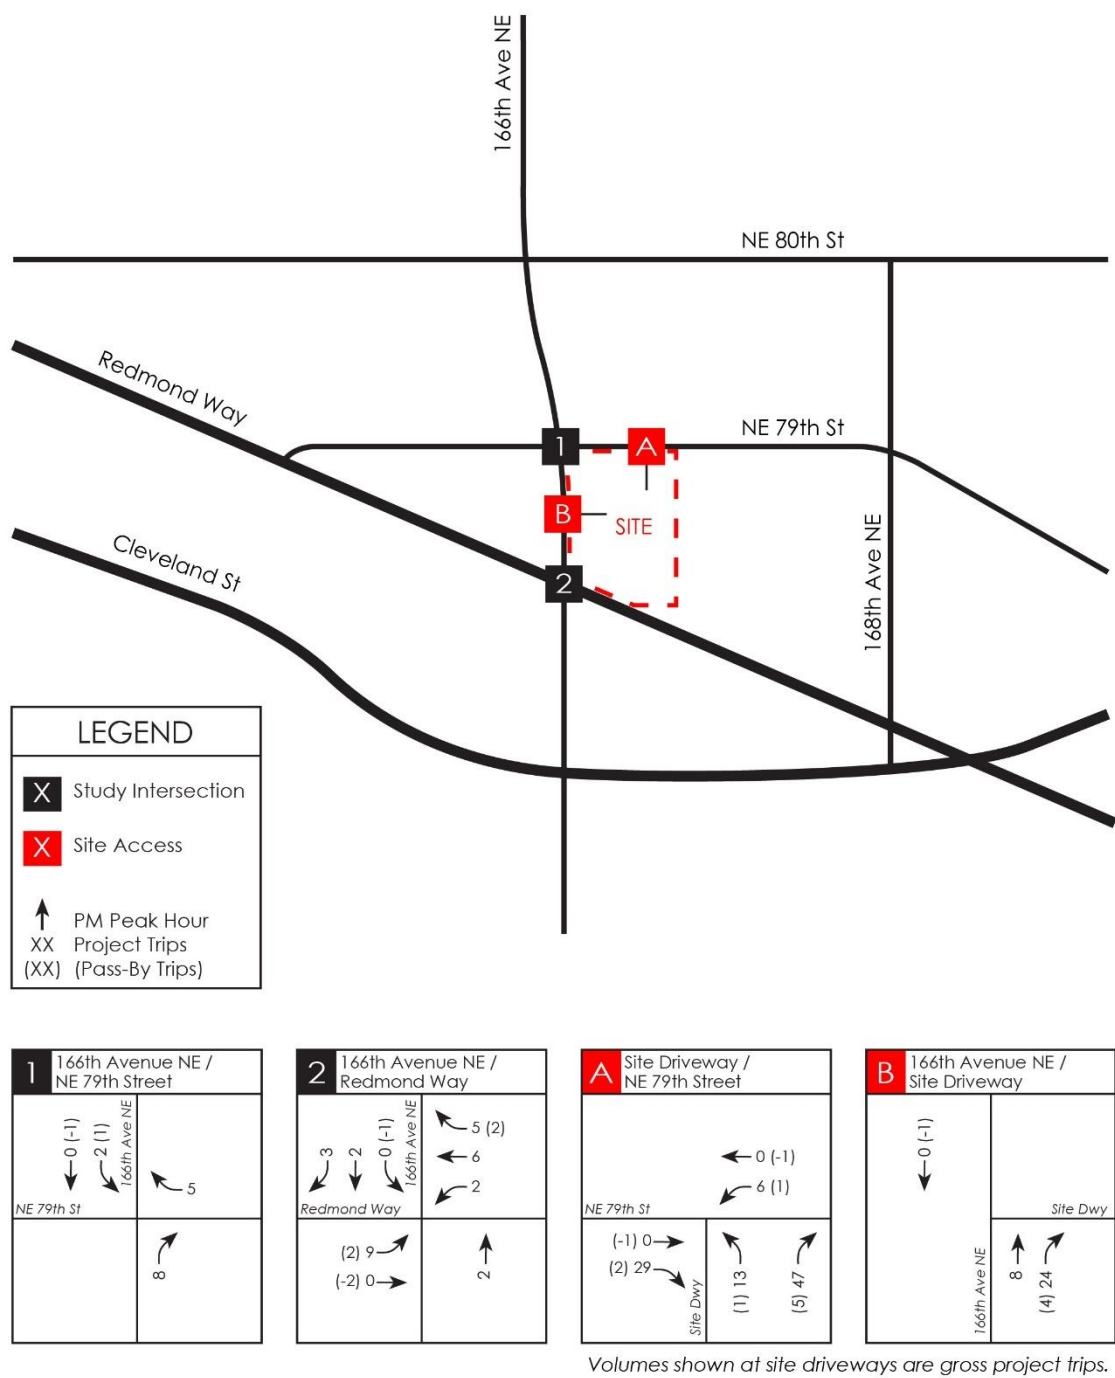 166th Ave NE
NE 80th St
Redmond Way
1
A
NE 79th St
B
SITE
Cleveland St
2
168th Ave NE
LEGEND
X Study Intersection
X Site Access
PM Peak Hour
XX Project Trips
(XX) (Pass-By Trips)
1 166th Avenue NE /
NE 79th Street
0 (-1)
2 (1)
166th Ave NE
5
NE 79th St
8
2 166th Avenue NE /
Redmond Way
3
2
0 (-1)
166th Ave NE
5 (2)
6
2
Redmond Way
(2) 9
(-2) 0
2
A Site Driveway /
NE 79th Street
0 (-1)
6 (1)
NE 79th St
(-1) 0
(2) 29
Site Dwy
(1) 13
(5) 47
B 166th Avenue NE /
Site Driveway
0 (-1)
Site Dwy
166th Ave NE
8
(4) 24
Volumes shown at site driveways are gross project trips.